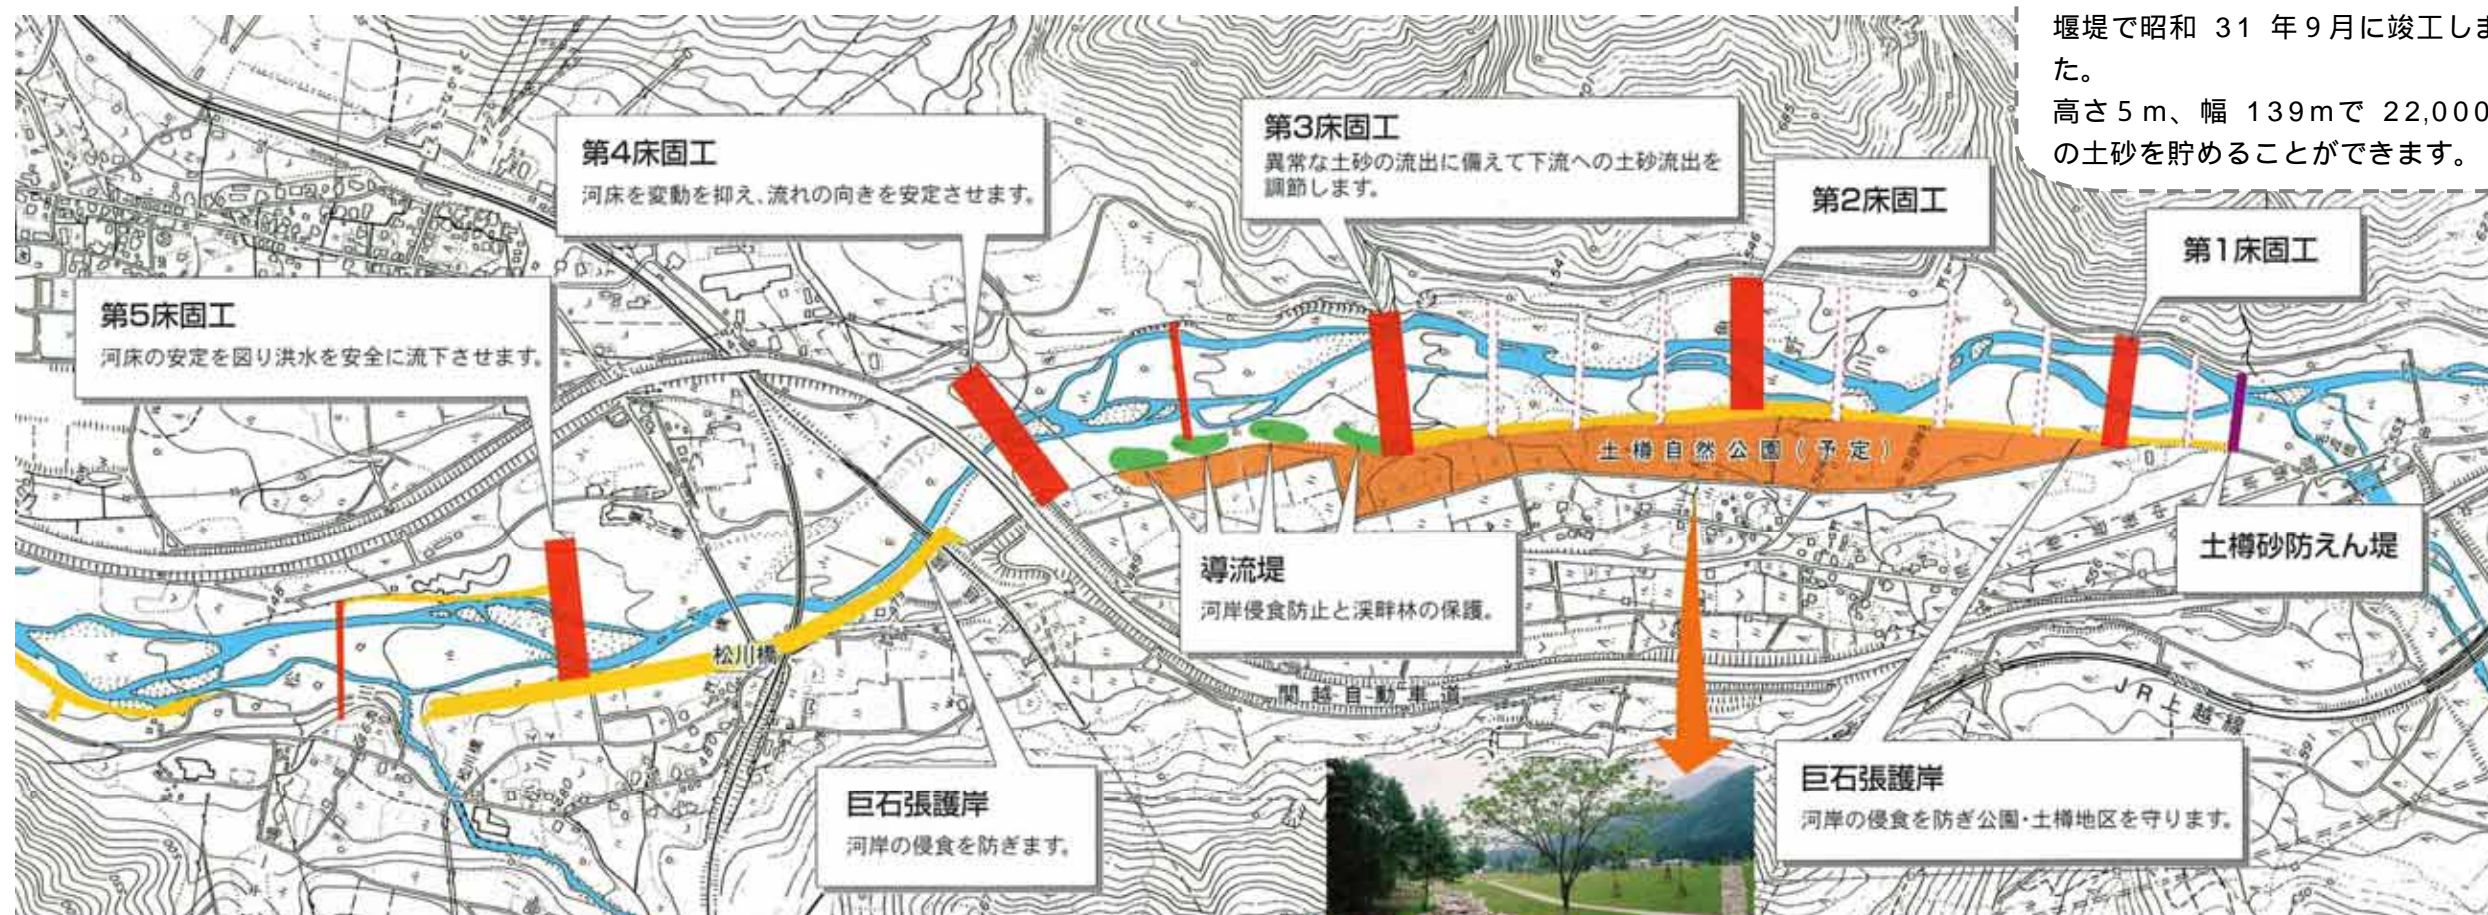 堰堤で昭和 31 年9月に竣工しま
た。
高さ5m、幅 139mで 22,000
の土砂を貯めることができます。
第4床固工
河床を変動を抑え、流れの向きを安定させます。
第3床固工
異常な土砂の流出に備えて下流への土砂流出を
調節します。
第2床固工
第1床固工
第5床固工
河床の安定を図り洪水を安全に流下させます。
土樽自然公園(予定)
導流堤
河岸侵食防止と渓畔林の保護。
土樽砂防えん堤
松川橋
関越自動車道
JR上越線
巨石張護岸
河岸の侵食を防ぎます。
巨石張護岸
河岸の侵食を防ぎ公園・土樽地区を守ります。